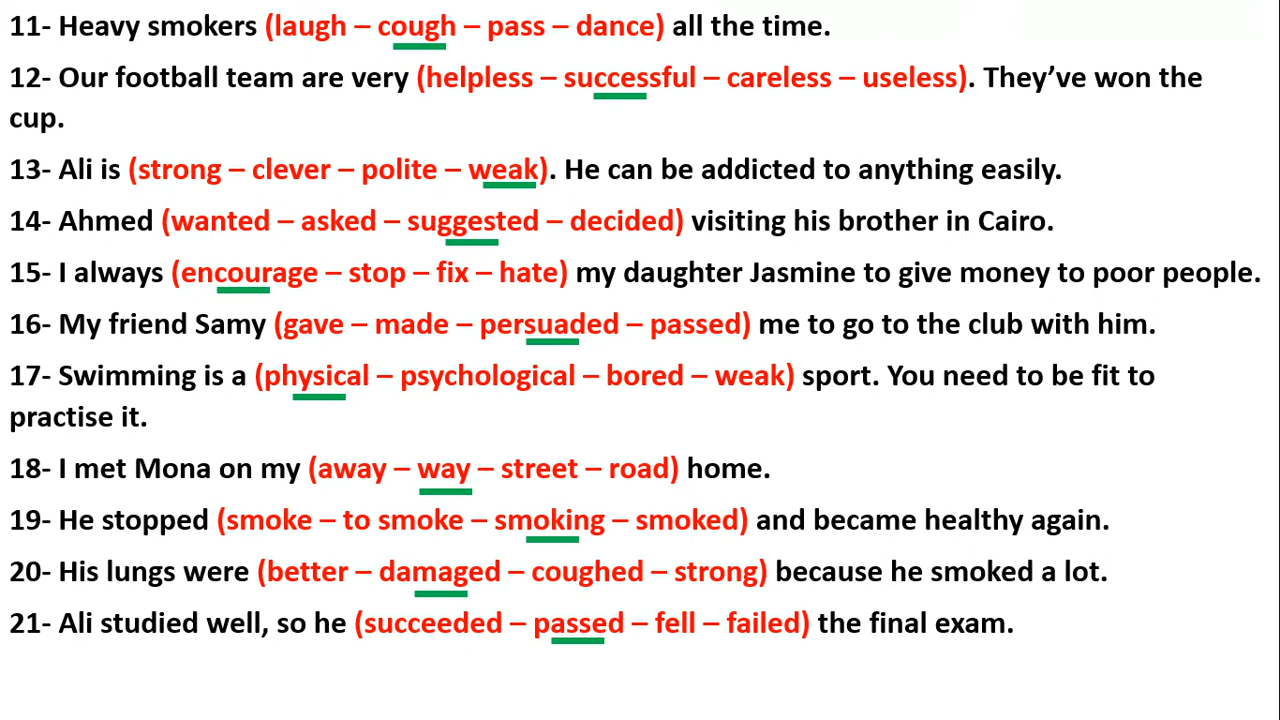 11- Heavy smokers (laugh – cough – pass – dance) all the time.
12- Our football team are very (helpless – successful – careless – useless). They’ve won the
cup.
13- Ali is (strong – clever – polite – weak). He can be addicted to anything easily.
14- Ahmed (wanted – asked – suggested – decided) visiting his brother in Cairo.
15- I always (encourage – stop – fix – hate) my daughter Jasmine to give money to poor people.
16- My friend Samy (gave – made – persuaded – passed) me to go to the club with him.
17- Swimming is a (physical – psychological – bored – weak) sport. You need to be fit to
practise it.
18- I met Mona on my (away – way – street – road) home.
19- He stopped (smoke – to smoke – smoking – smoked) and became healthy again.
20- His lungs were (better – damaged – coughed – strong) because he smoked a lot.
21- Ali studied well, so he (succeeded – passed – fell – failed) the final exam.